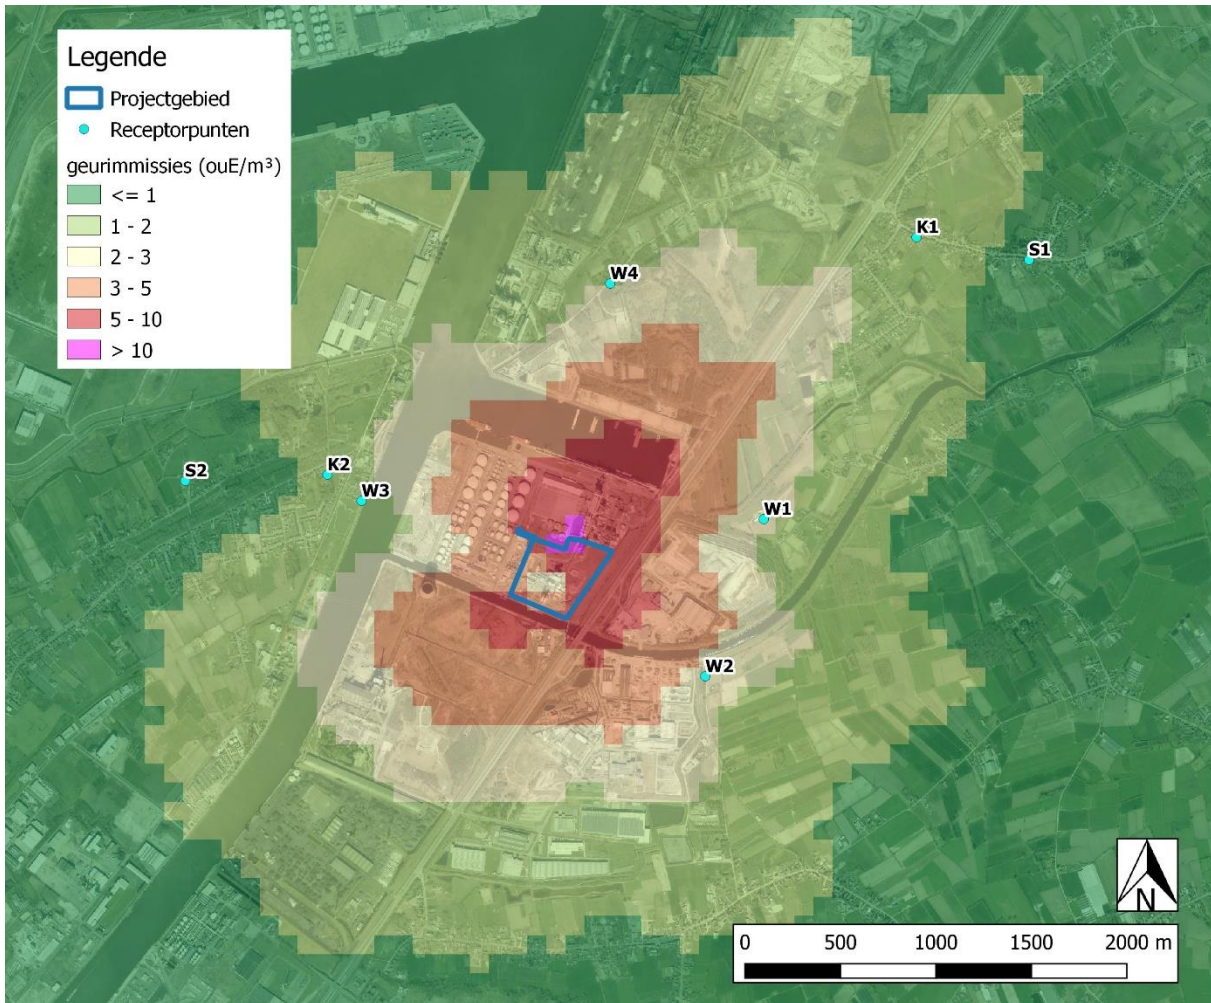 Legende
Projectgebied
Receptorpunten
geurimmissies (ouE/m³)
<= 1
1 - 2
2 - 3
3 - 5
5 - 10
> 10
K1
S1
W4
K2
S2
W3
W1
W2
N
0 500 1000 1500 2000 m